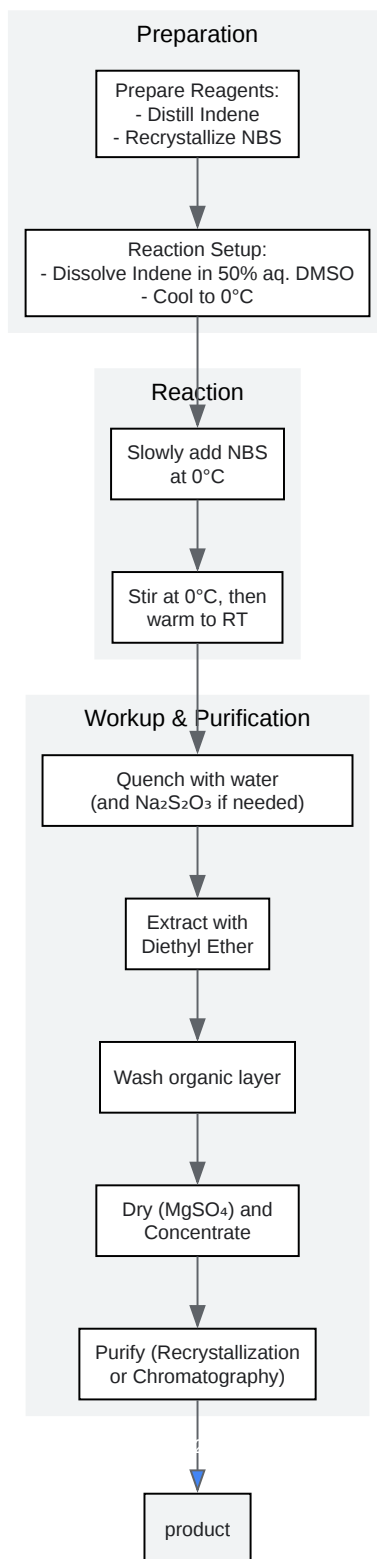 Preparation
Prepare Reagents:
- Distill Indene
- Recrystallize NBS
Reaction Setup:
- Dissolve Indene in 50% aq. DMSO
- Cool to 0°C
Reaction
Slowly add NBS
at 0°C
Stir at 0°C, then
warm to RT
Workup & Purification
Quench with water
(and Na₂S₂O₃ if needed)
Extract with
Diethyl Ether
Wash organic layer
Dry (MgSO₄) and
Concentrate
Purify (Recrystallization
or Chromatography)
product